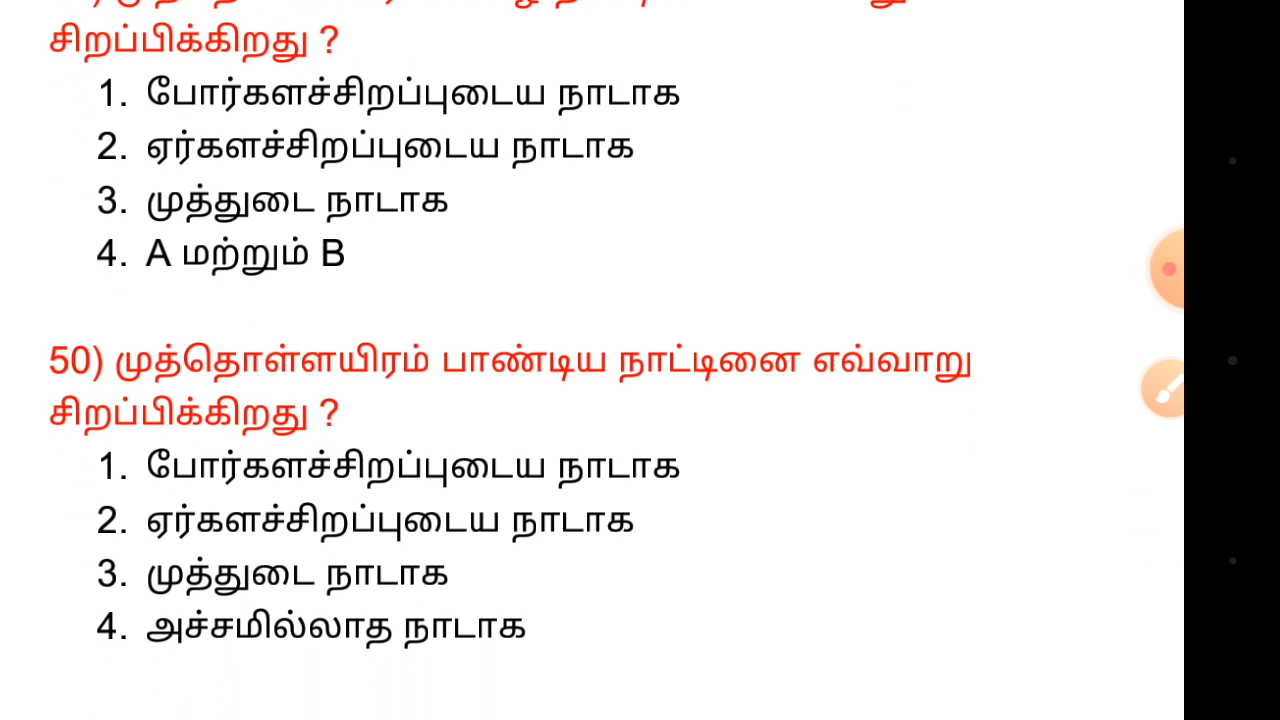 சிறப்பிக்கிறது ?
1. போர்களச்சிறப்புடைய நாடாக
2. ஏர்களச்சிறப்புடைய நாடாக
3. முத்துடை நாடாக
4. A மற்றும் B
50) முத்தொள்ளயிரம் பாண்டிய நாட்டினை எவ்வாறு
சிறப்பிக்கிறது ?
1. போர்களச்சிறப்புடைய நாடாக
2. ஏர்களச்சிறப்புடைய நாடாக
3. முத்துடை நாடாக
4. அச்சமில்லாத நாடாக